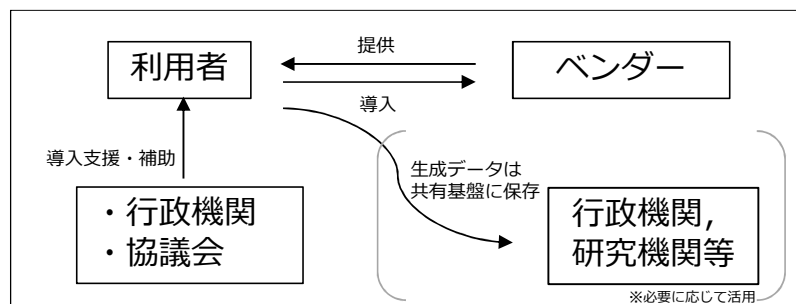 提供
利用者
ベンダー
導入
導入支援・補助
生成データは
共有基盤に保存
・行政機関
・協議会
行政機関,
研究機関等
※必要に応じて活用